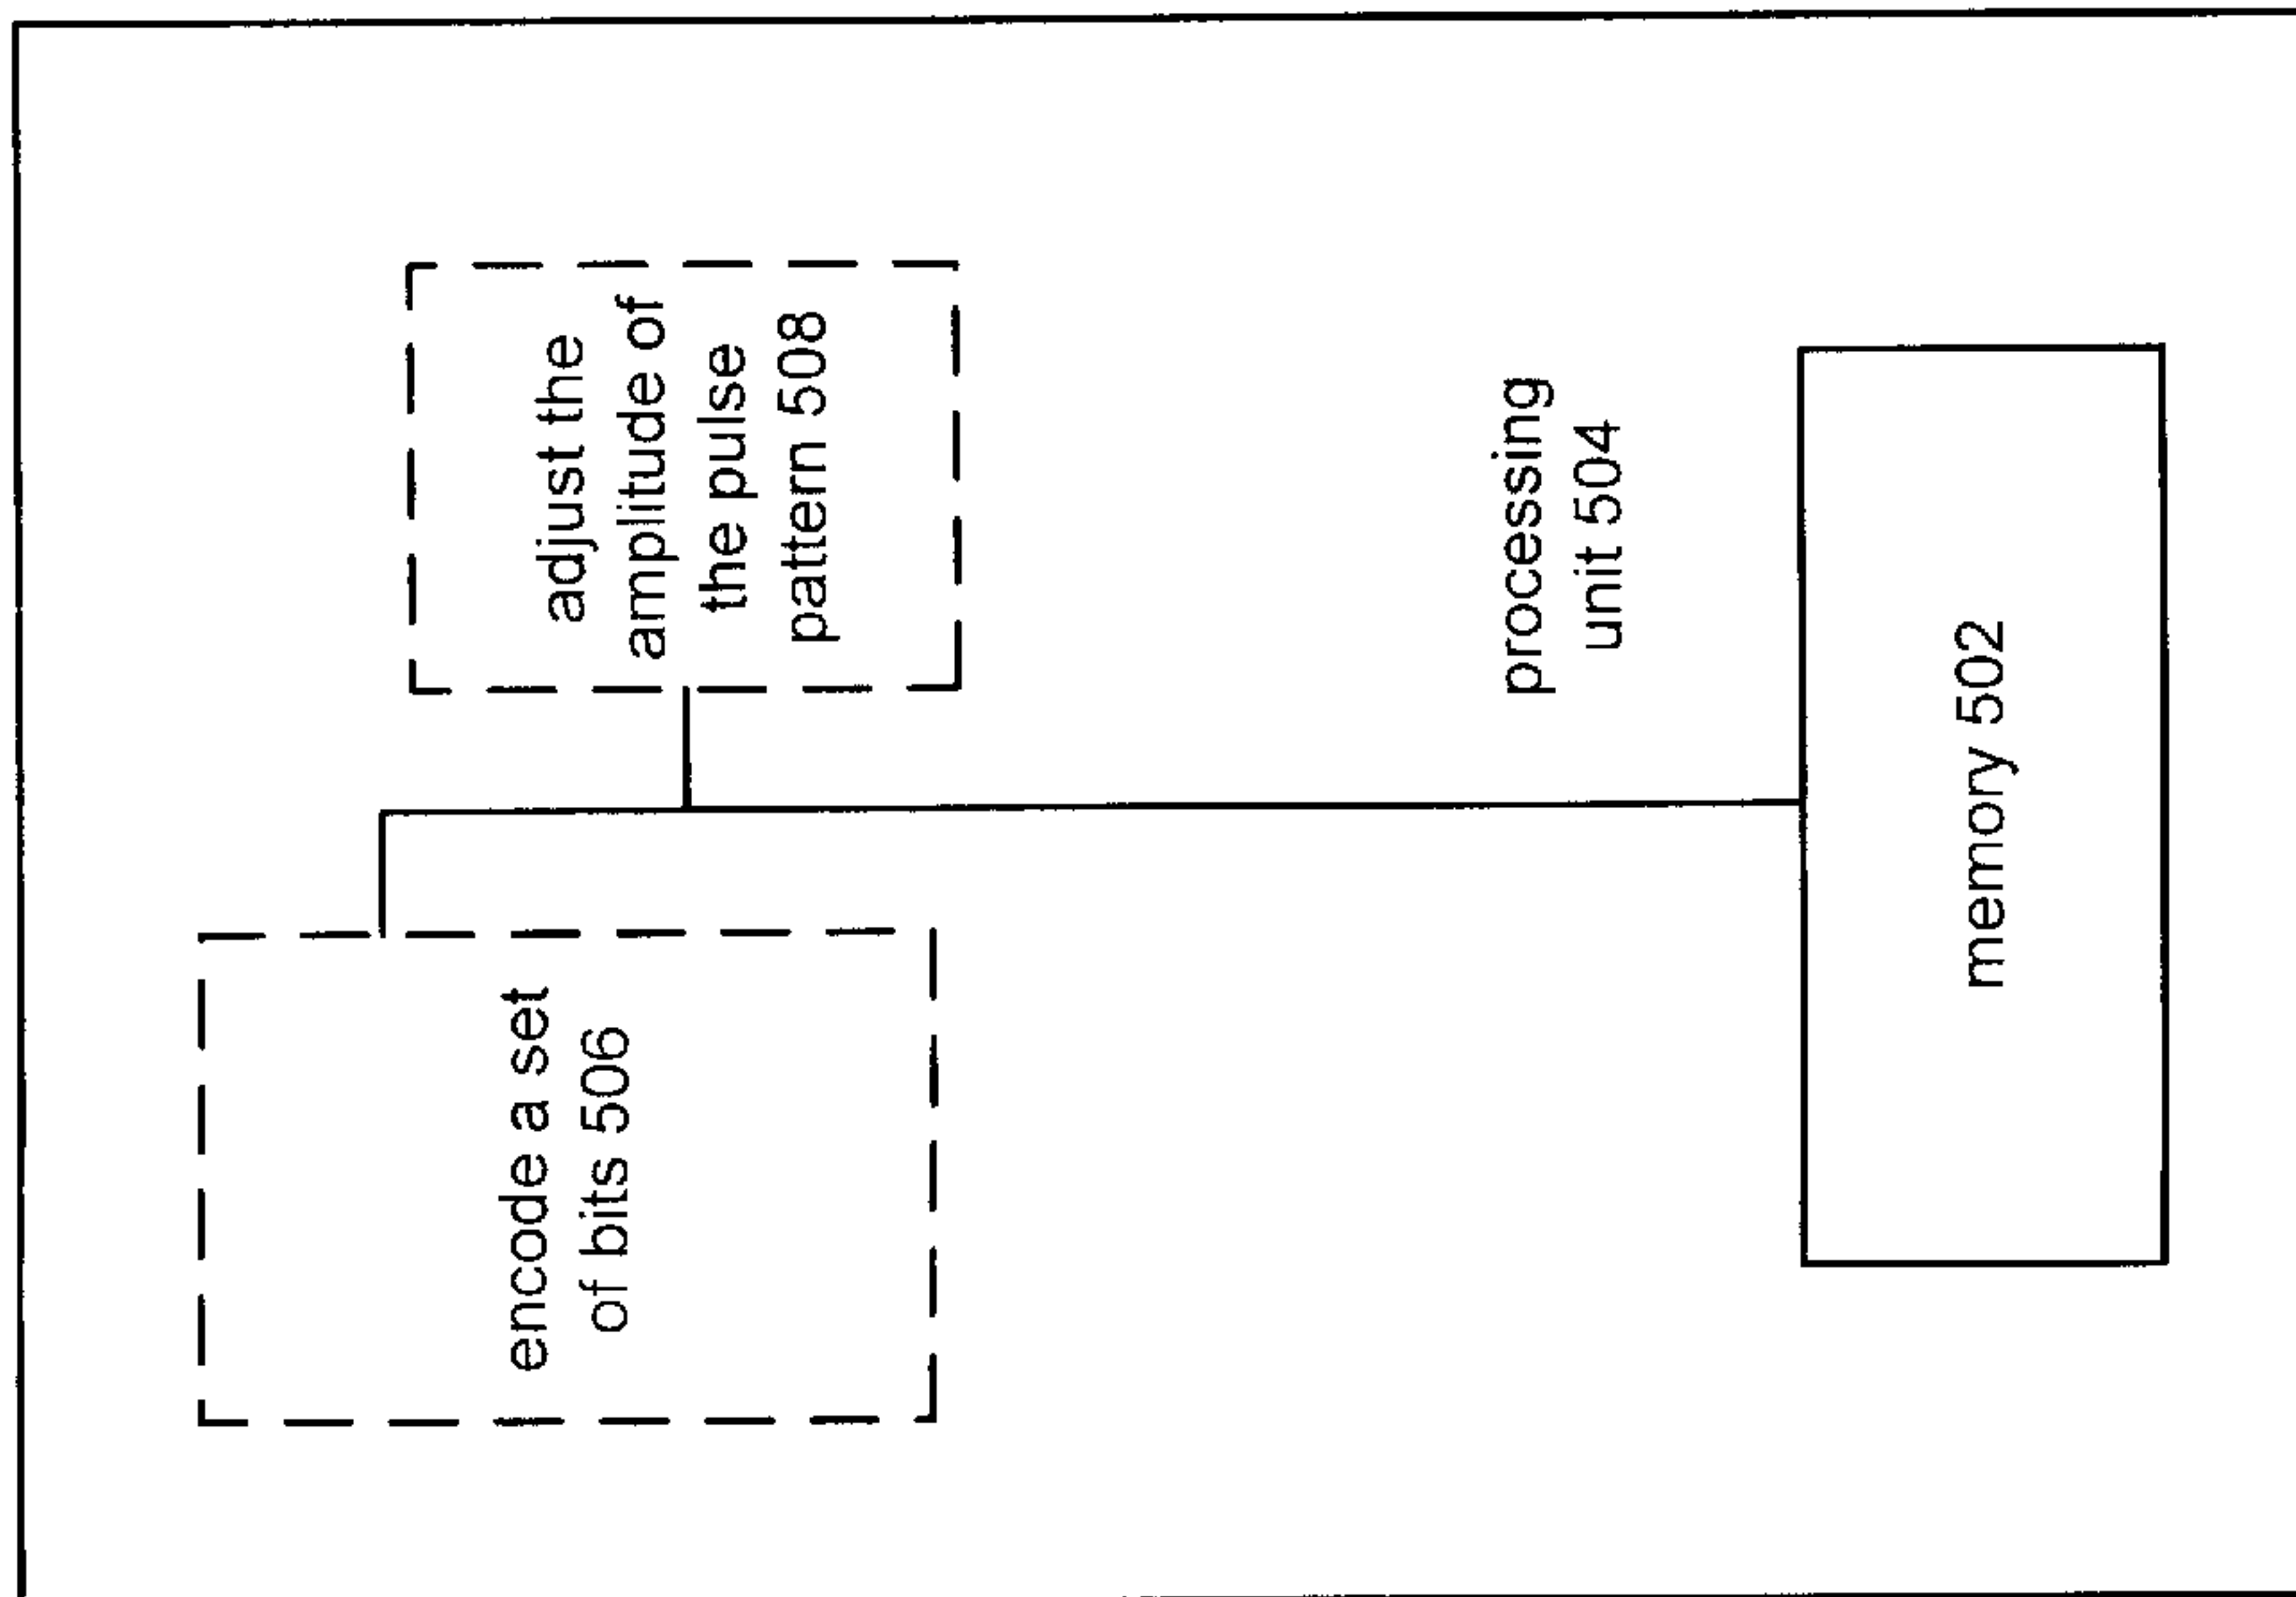 encode a set
of bits 506
adjust the
amplitude of
the pulse
pattern 508
processing
unit 504
memory 502